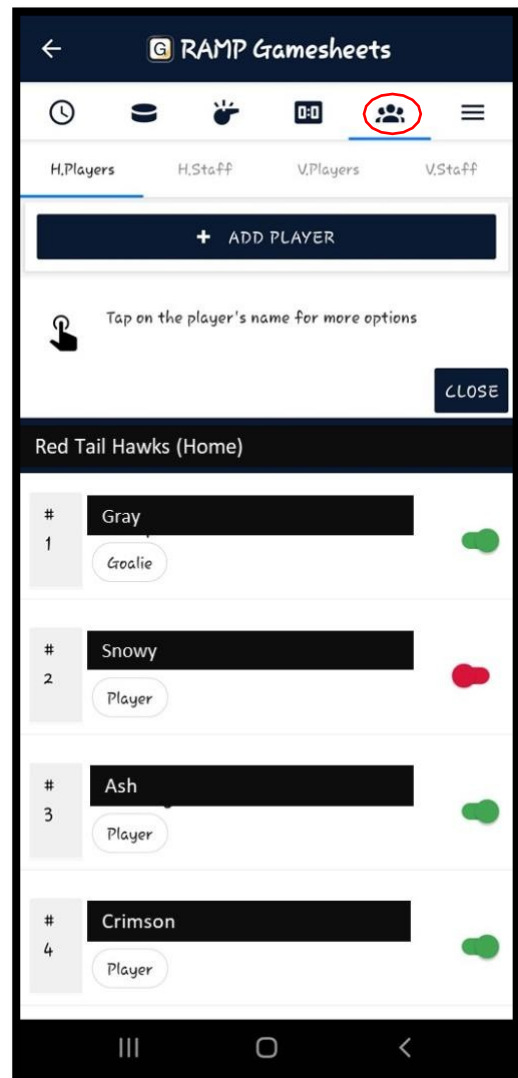 G RAMP Gamesheets
0:0
H.Players H.Staff V.Players V.Staff
+ ADD PLAYER
Tap on the player's name for more options
CLOSE
Red Tail Hawks (Home)
#
1
Gray
Goalie
#
2
Snowy
Player
#
3
Ash
Player
#
4
Crimson
Player